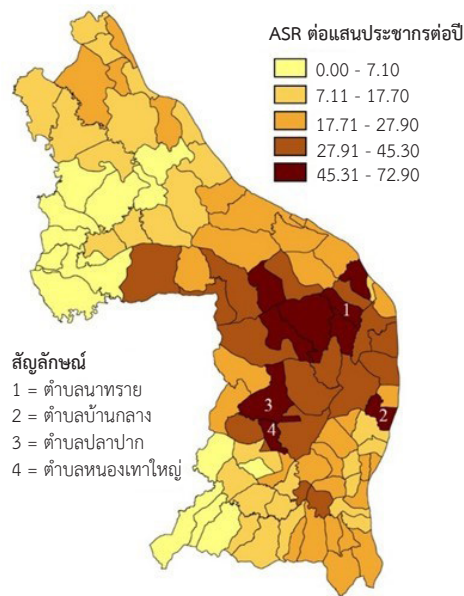 ASR ต่อแสนประชากรต่อปี
0.00 - 7.10
7.11 - 17.70
17.71 - 27.90
27.91 - 45.30
45.31 - 72.90
1
2
3
4
สัญลักษณ์
1 = ตำบลนาทราย
2 = ตำบลบ้านกลาง
3 = ตำบลปลาปาก
4 = ตำบลหนองเทาใหญ่